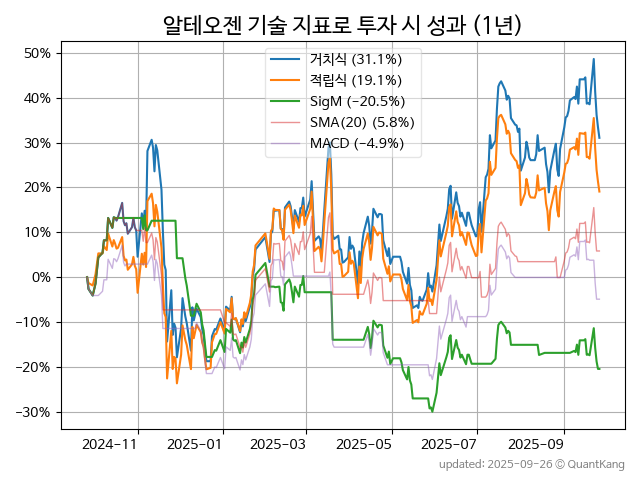 알테오젠 기술 지표로 투자 시 성과 (1년)
거치식 (31.1%)
적립식 (19.1%)
SigM (−20.5%)
SMA(20) (5.8%)
MACD (−4.9%)
50%
40%
30%
20%
10%
0%
−10%
−20%
−30%
2024-11 2025-01 2025-03 2025-05 2025-07 2025-09
updated: 2025-09-26 ⓒ QuantKang